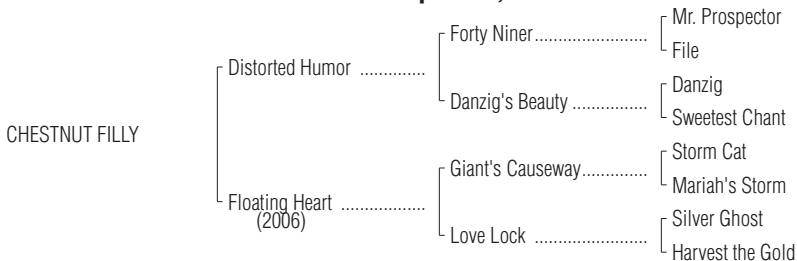 Mr. Prospector
Forty Niner
File
Distorted Humor
Danzig
Danzig's Beauty
Sweetest Chant
CHESTNUT FILLY
Storm Cat
Giant's Causeway
Mariah's Storm
Floating Heart
(2006)
Silver Ghost
Love Lock
Harvest the Gold